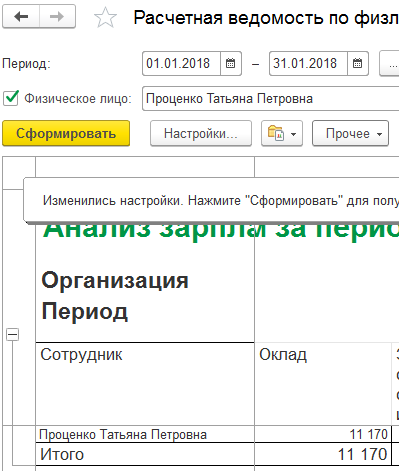 Расчетная ведомость по физл
Период: 01.01.2018 – 31.01.2018 ...
Физическое лицо: Проценко Татьяна Петровна
Сформировать Настройки... Прочее
Изменились настройки. Нажмите "Сформировать" для полу
Анализ зарплат за перио
Организация
Период
Сотрудник Оклад
Проценко Татьяна Петровна 11 170
Итого 11 170